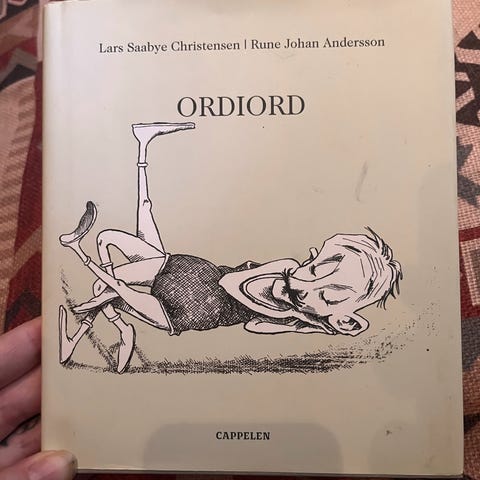 Lars Saabye Christensen | Rune Johan Andersson
ORDIORD
CAPPELEN